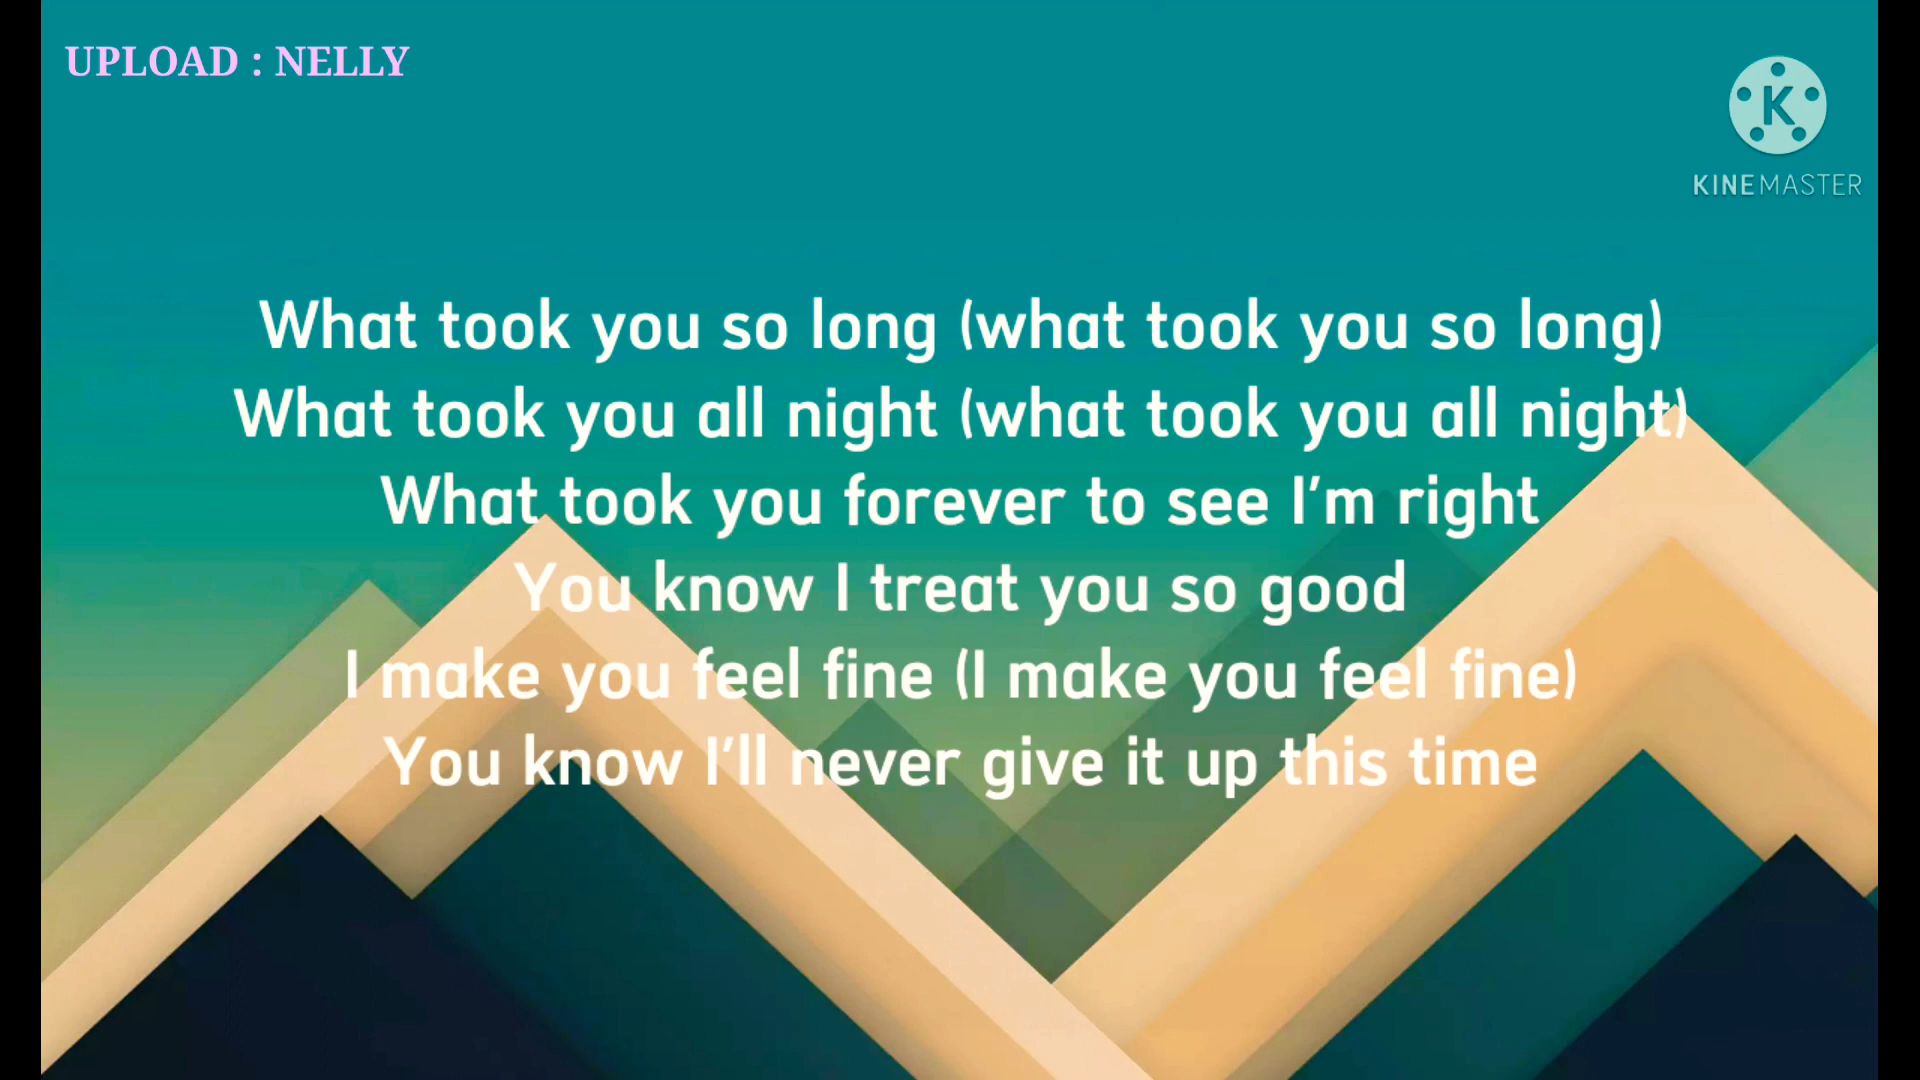 UPLOAD : NELLY
K
KINEMASTER
What took you so long (what took you so long)
What took you all night (what took you all night)
What took you forever to see I'm right
You know I treat you so good
I make you feel fine (I make you feel fine)
You know I'll never give it up this time